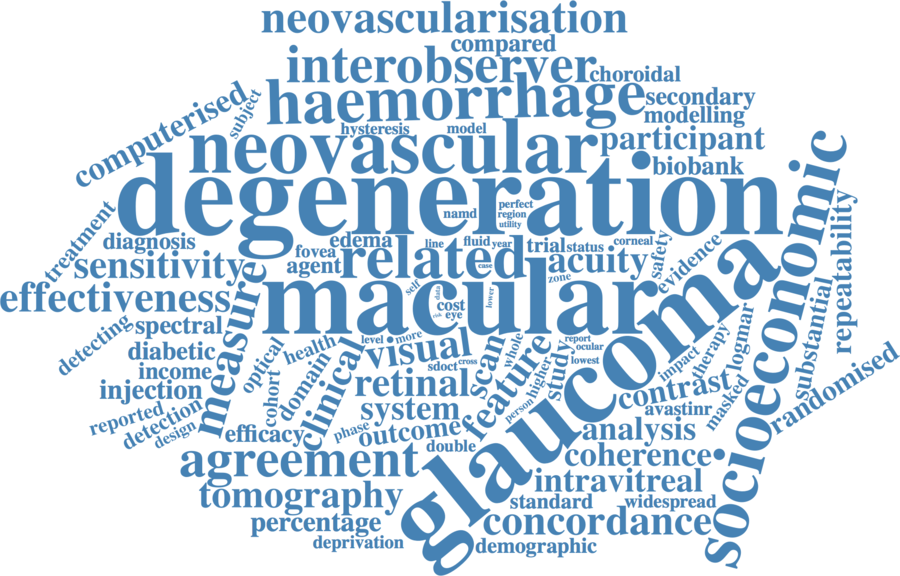 neovascularisation
compared
interobserver
choroidal
haemorrhage
secondary
modelling
computerised
subject
hysteresis
model
neovascular
participant
biobank
degeneration
perfect
namd
region
utility
socioeconomic
treatment
diagnosis
edema
line
fluid
year
trial
status
corneal
safety
evidence
repeatability
sensitivity
fovea
agent
related
case
acuity
zone
effectiveness
measure
macular
self
data
risk
cost
eye
lower
glaucoma
detecting
spectral
diabetic
income
injection
reported
detection
design
optical
health
cohort
domain
clinical
level
more
visual
sdoct
cross
scan
whole
retinal
feature
person
higher
study
report
ocular
lowest
impact
therapy
logmar
substantial
contrast
masked
avastinr
randomised
system
phase
outcome
efficacy
double
analysis
agreement
coherence
tomography
intravitreal
standard
widespread
percentage
concordance
deprivation
demographic